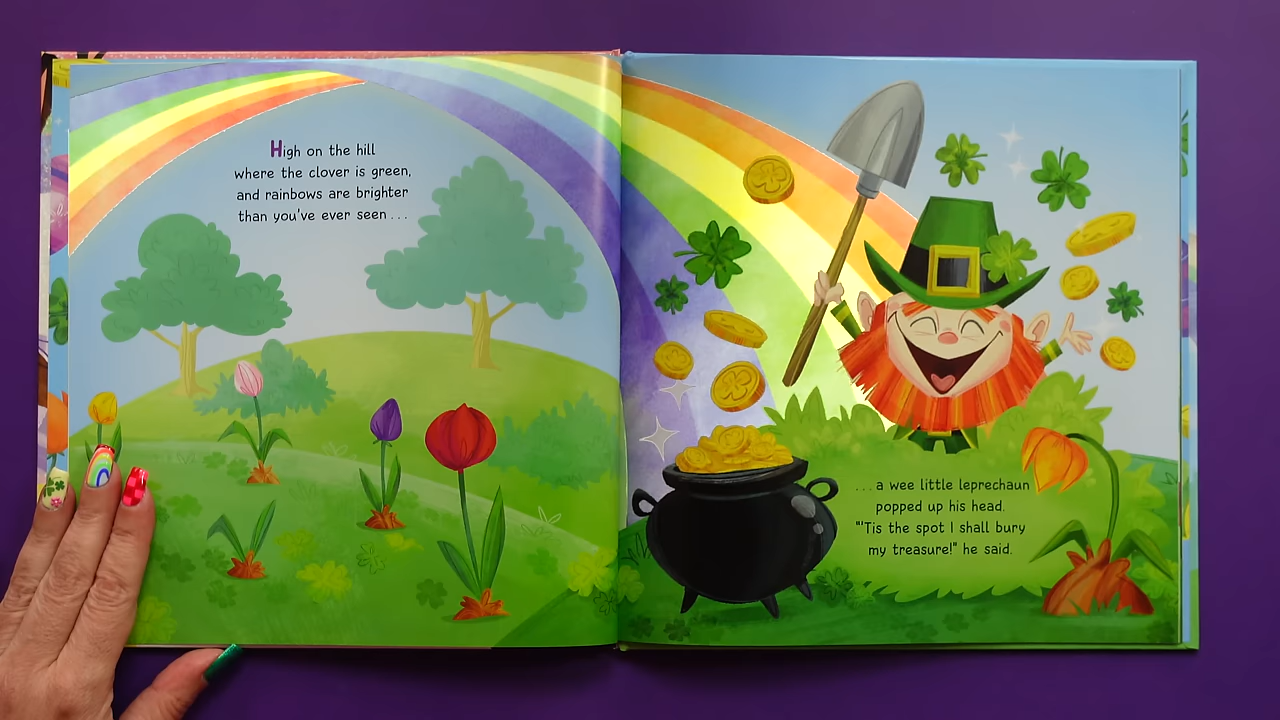 High on the hill
where the clover is green,
and rainbows are brighter
than you've ever seen . . .
. . . a wee little leprechaun
popped up his head.
"'Tis the spot I shall bury
my treasure!" he said.